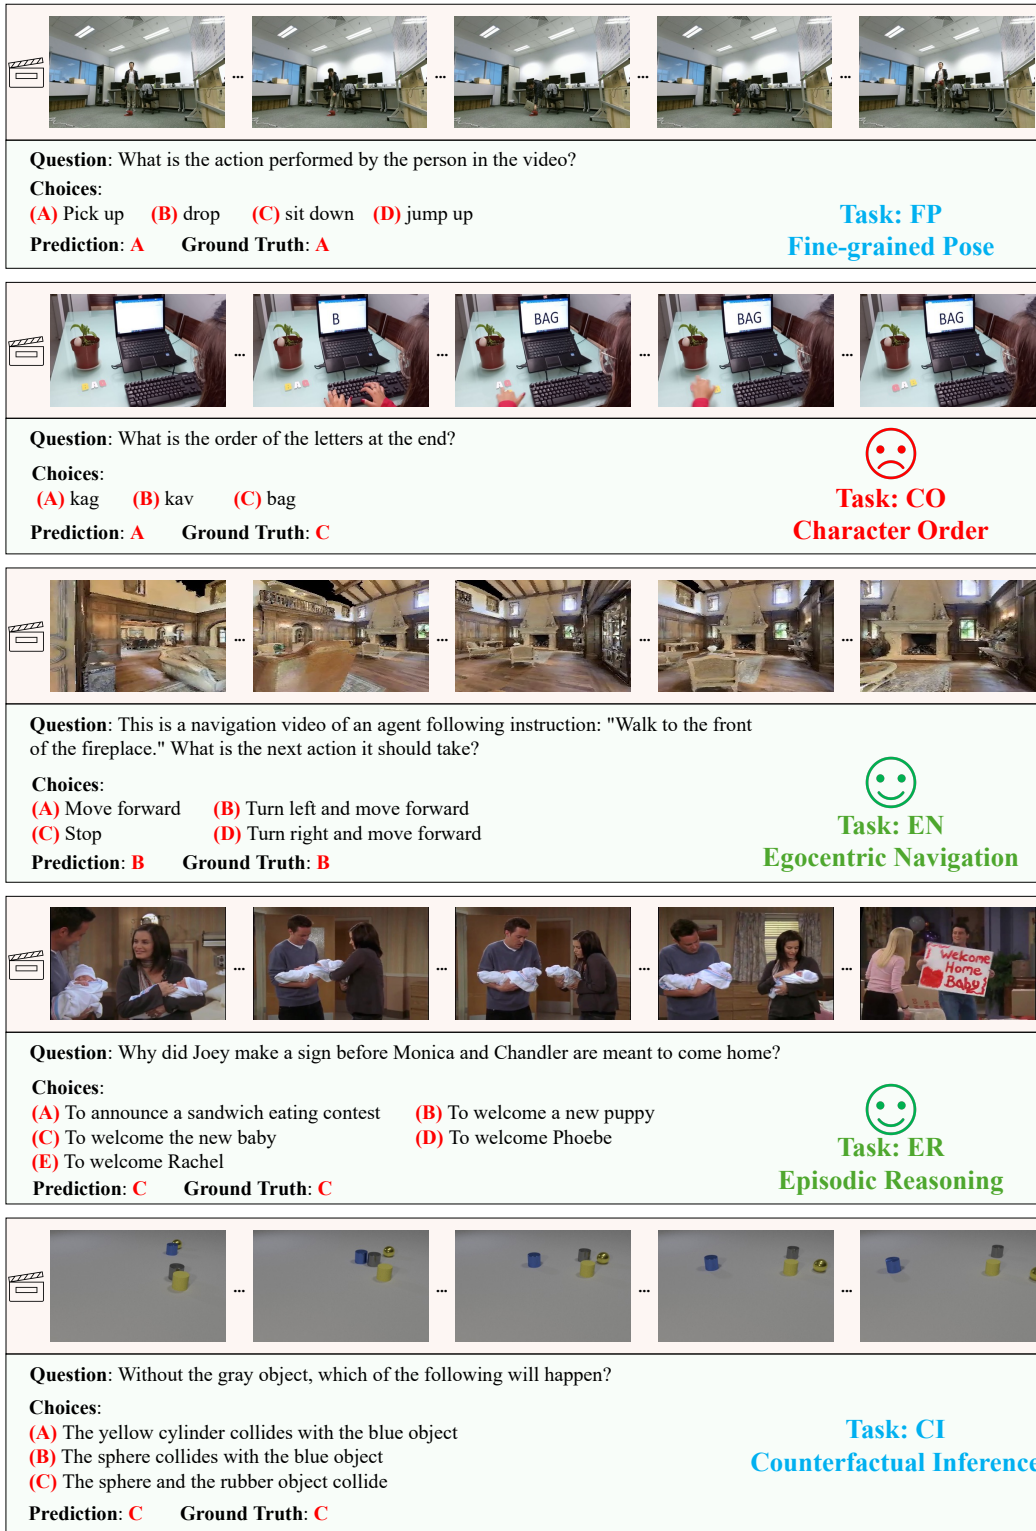 ...
...
...
...
Question: What is the action performed by the person in the video?
Choices:
(A) Pick up (B) drop (C) sit down (D) jump up
Prediction: A Ground Truth: A
Task: FP
Fine-grained Pose
B
BAG
BAG
BAG
B A G
B A G
A G
G A B
...
...
...
...
Question: What is the order of the letters at the end?
Choices:
(A) kag (B) kav (C) bag
Prediction: A Ground Truth: C
Task: CO
Character Order
...
...
...
...
Question: This is a navigation video of an agent following instruction: "Walk to the front
of the fireplace." What is the next action it should take?
Choices:
(A) Move forward (B) Turn left and move forward
(C) Stop (D) Turn right and move forward
Prediction: B Ground Truth: B
Task: EN
Egocentric Navigation
Welcome
Home
Baby
...
...
...
...
Question: Why did Joey make a sign before Monica and Chandler are meant to come home?
Choices:
(A) To announce a sandwich eating contest (B) To welcome a new puppy
(C) To welcome the new baby (D) To welcome Phoebe
(E) To welcome Rachel
Prediction: C Ground Truth: C
Task: ER
Episodic Reasoning
...
...
...
...
Question: Without the gray object, which of the following will happen?
Choices:
(A) The yellow cylinder collides with the blue object
(B) The sphere collides with the blue object
(C) The sphere and the rubber object collide
Prediction: C Ground Truth: C
Task: CI
Counterfactual Inference